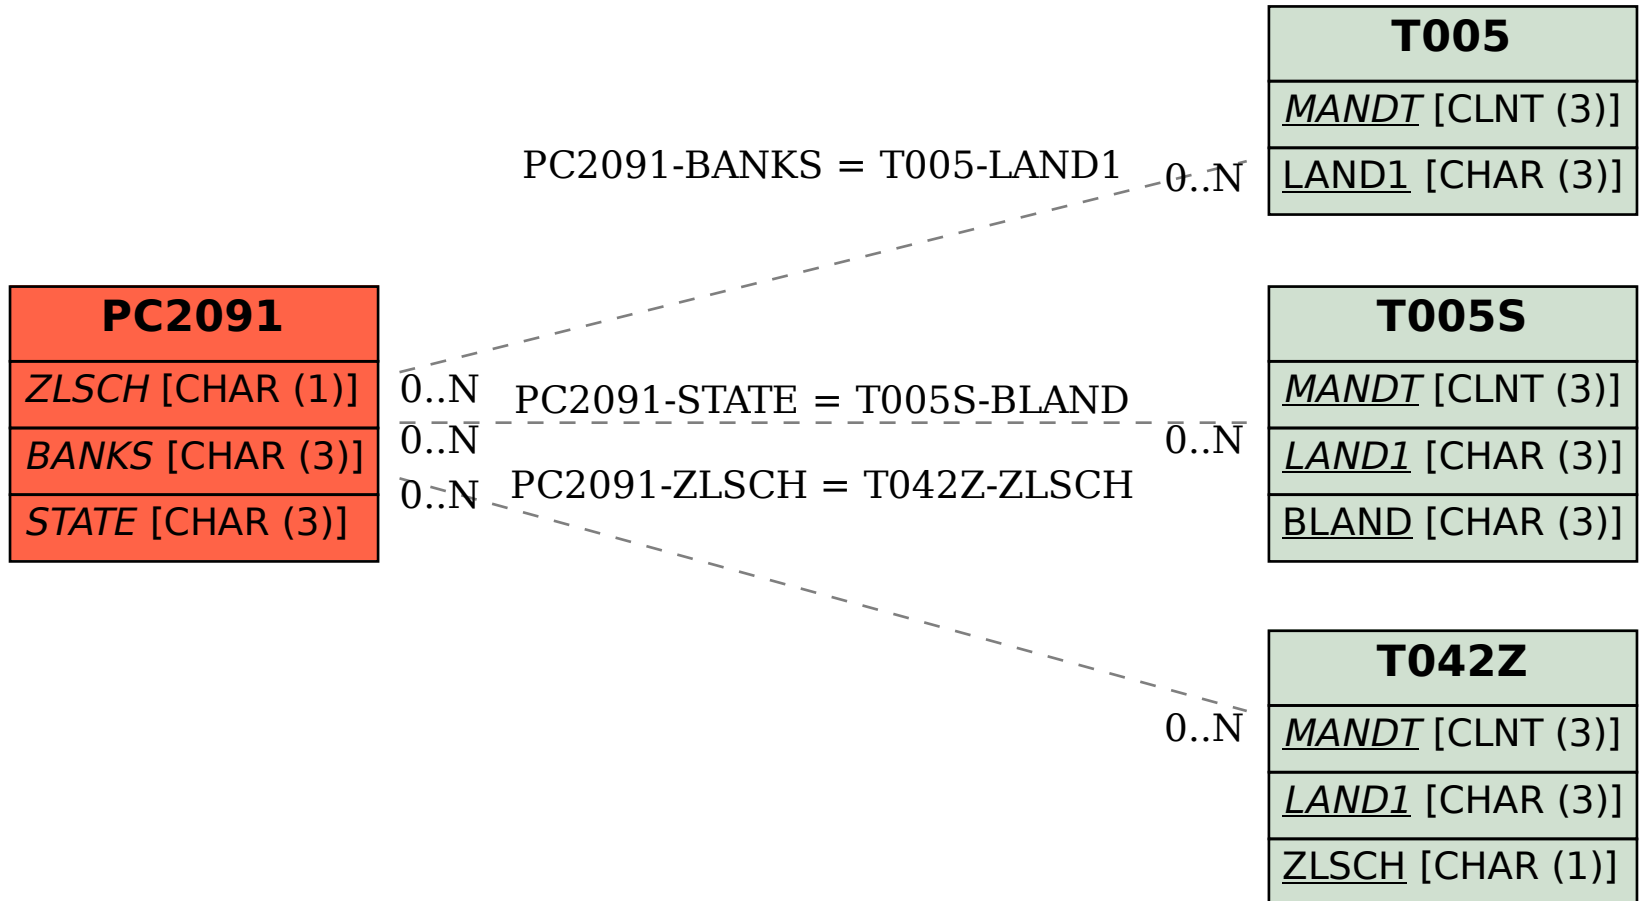 T005
MANDT [CLNT (3)]
LAND1 [CHAR (3)]
PC2091-BANKS = T005-LAND1
0..N
PC2091
ZLSCH [CHAR (1)]
BANKS [CHAR (3)]
STATE [CHAR (3)]
0..N
PC2091-STATE = T005S-BLAND
0..N
0..N
0..N
PC2091-ZLSCH = T042Z-ZLSCH
0..N
T005S
MANDT [CLNT (3)]
LAND1 [CHAR (3)]
BLAND [CHAR (3)]
T042Z
MANDT [CLNT (3)]
LAND1 [CHAR (3)]
ZLSCH [CHAR (1)]